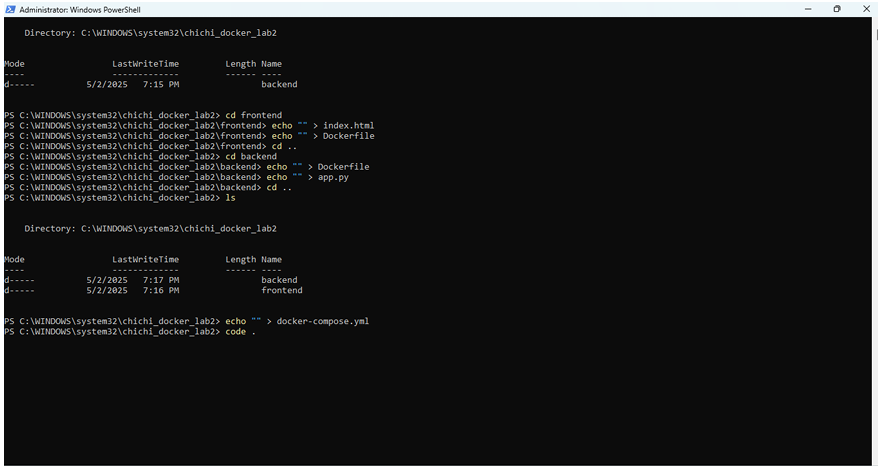 Administrator: Windows PowerShell
Directory: C:\WINDOWS\system32\chichi_docker_lab2
Mode LastWriteTime Length Name
---- ------------- ------ ----
d----- 5/2/2025 7:15 PM backend
PS C:\WINDOWS\system32\chichi_docker_lab2> cd frontend
PS C:\WINDOWS\system32\chichi_docker_lab2\frontend> echo "" > index.html
PS C:\WINDOWS\system32\chichi_docker_lab2\frontend> echo "" > Dockerfile
PS C:\WINDOWS\system32\chichi_docker_lab2\frontend> cd ..
PS C:\WINDOWS\system32\chichi_docker_lab2> cd backend
PS C:\WINDOWS\system32\chichi_docker_lab2\backend> echo "" > Dockerfile
PS C:\WINDOWS\system32\chichi_docker_lab2\backend> echo "" > app.py
PS C:\WINDOWS\system32\chichi_docker_lab2\backend> cd ..
PS C:\WINDOWS\system32\chichi_docker_lab2> ls
Directory: C:\WINDOWS\system32\chichi_docker_lab2
Mode LastWriteTime Length Name
---- ------------- ------ ----
d----- 5/2/2025 7:17 PM backend
d----- 5/2/2025 7:16 PM frontend
PS C:\WINDOWS\system32\chichi_docker_lab2> echo "" > docker-compose.yml
PS C:\WINDOWS\system32\chichi_docker_lab2> code .